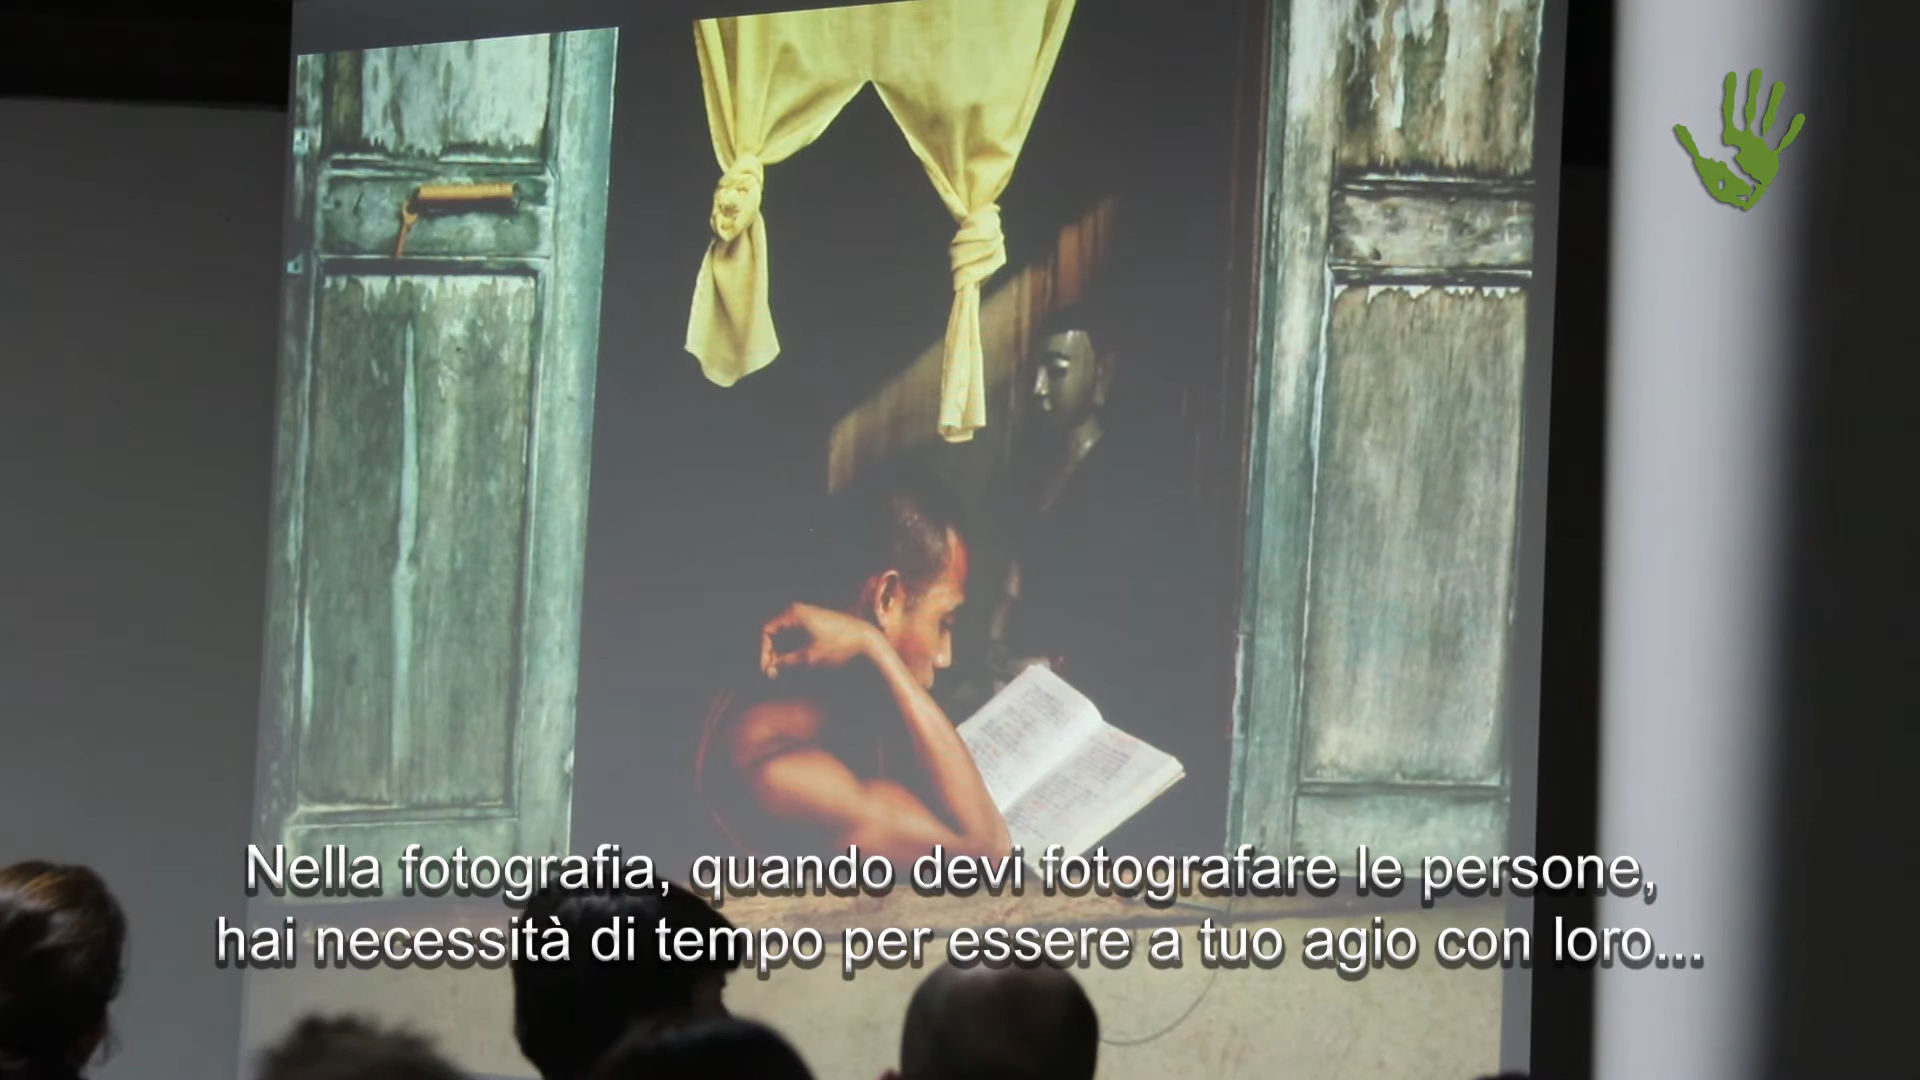 Nella fotografia, quando devi fotografare le persone,
hai necessità di tempo per essere a tuo agio con loro...